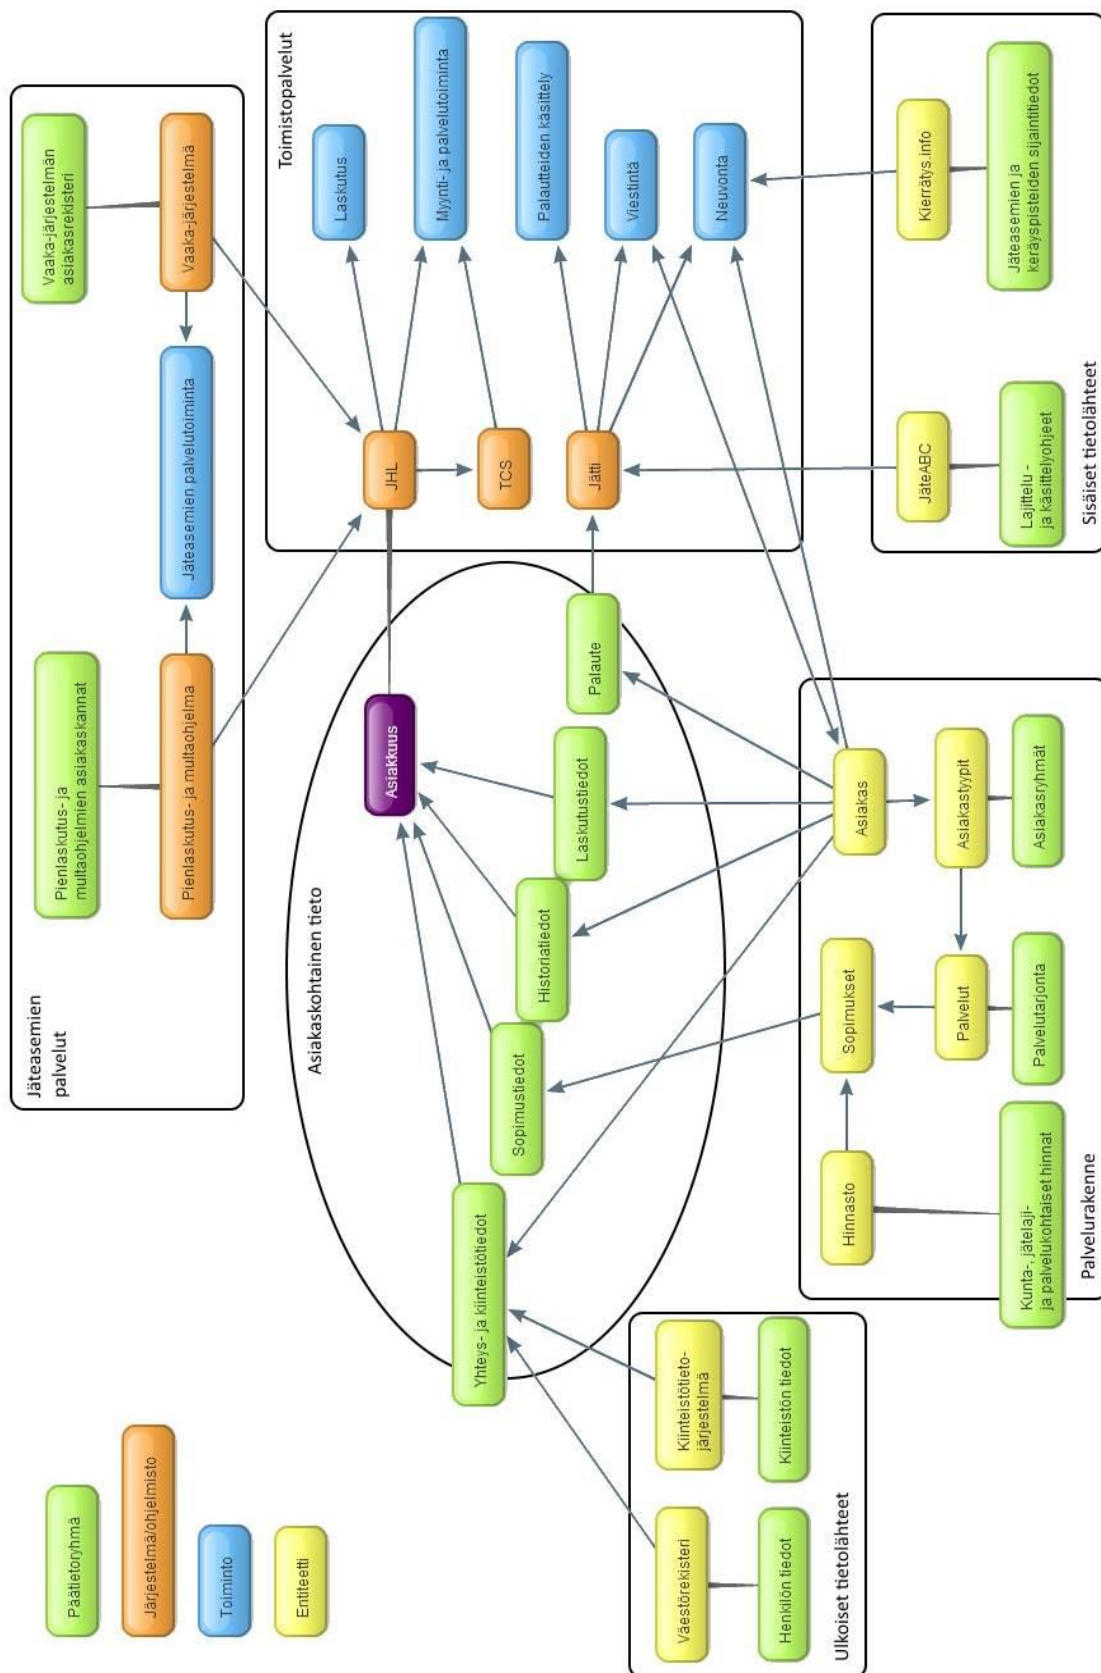 Päätietoryhmä
Järjestelmä/ohjelmisto
Toiminto
Entiteetti
Jäteasemien
palvelut
Pienlaskutus- ja
multaohjelmien asiakaskannat
Pienlaskutus- ja multaohjelma
Jäteasemien palvelutoiminta
Vaaka-järjestelmän
asiakasrekisteri
Vaaka-järjestelmä
Asiakaskohtainen tieto
Asiakkuus
Yhteys- ja kiinteistötiedot
Sopimustiedot
Historiatiedot
Laskutustiedot
Palaute
Toimistopalvelut
JHL
TCS
Jätti
Laskutus
Myynti- ja palvelutoiminta
Palautteiden käsittely
Viestintä
Neuvonta
Väestörekisteri
Henkilön tiedot
Kiinteistötieto-
järjestelmä
Kiinteistön tiedot
Ulkoiset tietolähteet
Hinnasto
Kunta-, jätelaji-
ja palvelukohtaiset hinnat
Sopimukset
Palvelut
Palvelutarjonta
Asiakas
Asiakastyypit
Asiakasryhmät
Palvelurakenne
JäteABC
Lajittelu -
ja käsittelyohjeet
Kierrätys.info
Jäteasemien ja
keräyspisteiden sijaintitiedot
Sisäiset tietolähteet